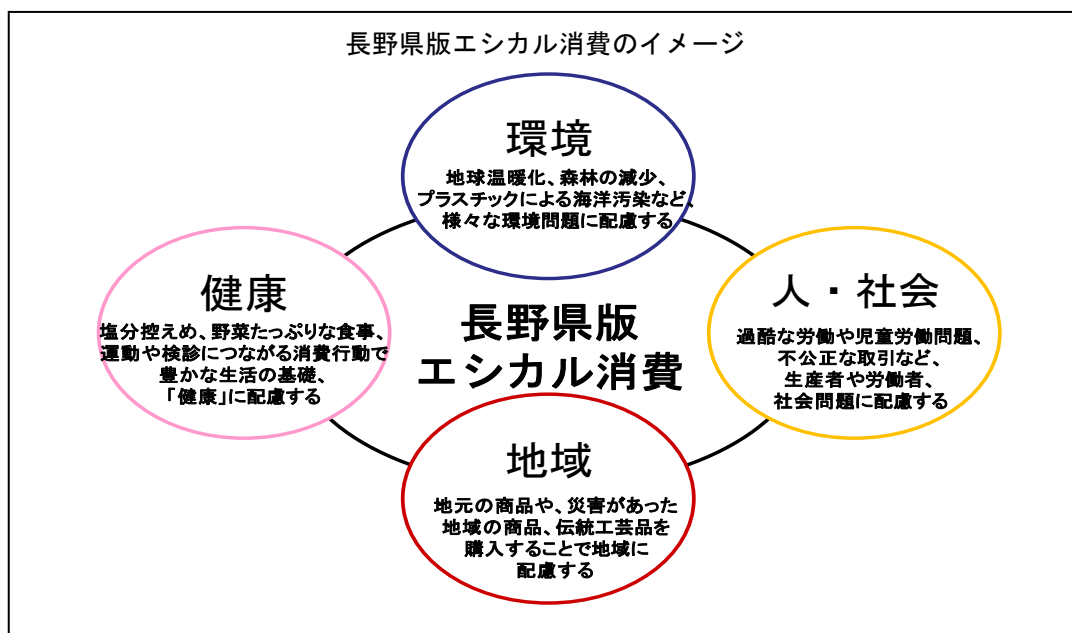 長野県版エシカル消費のイメージ
環境
地球温暖化、森林の減少、
プラスチックによる海洋汚染など、
様々な環境問題に配慮する
健康
塩分控えめ、野菜たっぷりな食事、
運動や検診につながる消費行動で
豊かな生活の基礎、
「健康」に配慮する
長野県版
エシカル消費
人・社会
過酷な労働や児童労働問題、
不公正な取引など、
生産者や労働者、
社会問題に配慮する
地域
地元の商品や、災害があった
地域の商品、伝統工芸品を
購入することで地域に
配慮する